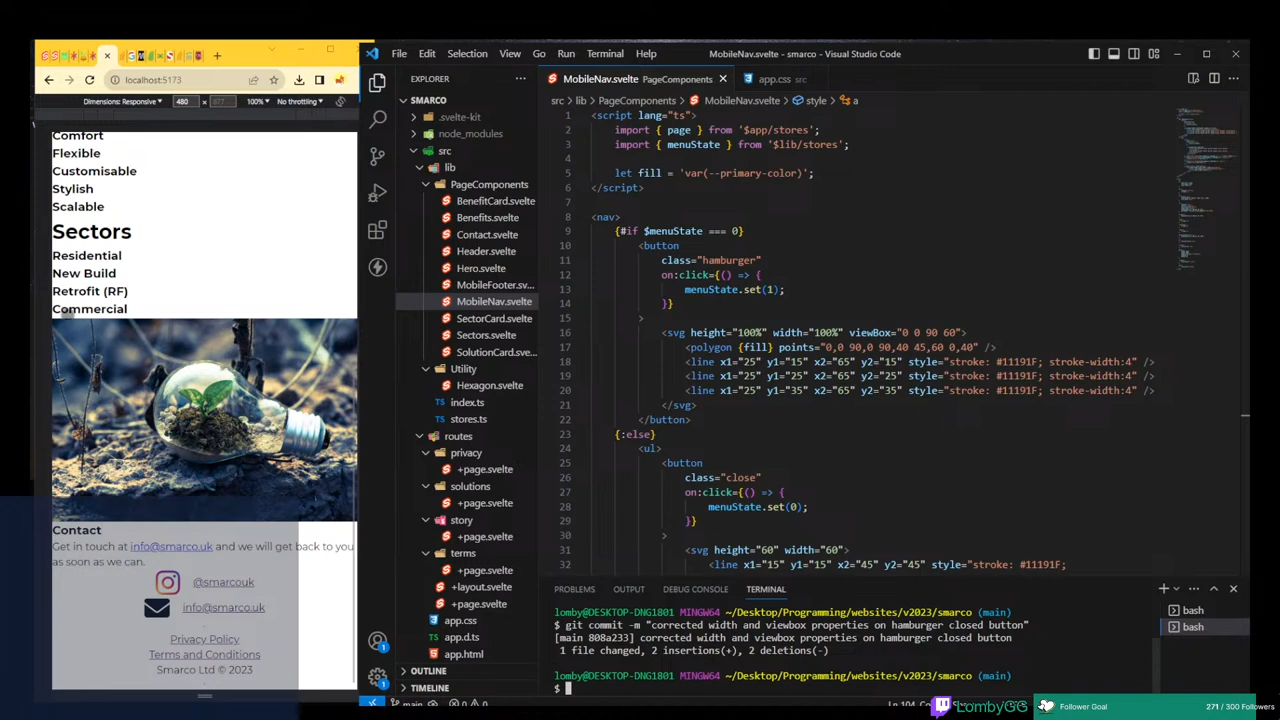 localhost:5173
Dimensions: Responsive 480 × 877 100% No throttling
Comfort
Flexible
Customisable
Stylish
Scalable
Sectors
Residential
New Build
Retrofit (RF)
Commercial
Contact
Get in touch at info@smarco.uk and we will get back to you
as soon as we can.
@smarcouk
info@smarco.uk
Privacy Policy
Terms and Conditions
Smarco Ltd © 2023
File Edit Selection View Go Run Terminal Help MobileNav.svelte - smarco - Visual Studio Code
EXPLORER
SMARCO
.svelte-kit
node_modules
src
lib
PageComponents
BenefitCard.svelte
Benefits.svelte
Contact.svelte
Header.svelte
Hero.svelte
MobileFooter.sv...
MobileNav.svelte
SectorCard.svelte
Sectors.svelte
SolutionCard.sve...
Utility
Hexagon.svelte
index.ts
stores.ts
routes
privacy
+page.svelte
solutions
+page.svelte
story
+page.svelte
terms
+page.svelte
+layout.svelte
+page.svelte
app.css
app.d.ts
app.html
OUTLINE
TIMELINE
MobileNav.svelte PageComponents app.css src
src > lib > PageComponents > MobileNav.svelte > style > a
1 <script lang="ts">
2 import { page } from '$app/stores';
3 import { menuState } from '$lib/stores';
4
5 let fill = 'var(--primary-color)';
6 </script>
7
8 <nav>
9 {#if $menuState === 0}
10 <button
11 class="hamburger"
12 on:click={() => {
13 menuState.set(1);
14 }}
15 >
16 <svg height="100%" width="100%" viewBox="0 0 90 60">
17 <polygon {fill} points="0,0 90,0 90,40 45,60 0,40" />
18 <line x1="25" y1="15" x2="65" y2="15" style="stroke: #11191F; stroke-width:4" />
19 <line x1="25" y1="25" x2="65" y2="25" style="stroke: #11191F; stroke-width:4" />
20 <line x1="25" y1="35" x2="65" y2="35" style="stroke: #11191F; stroke-width:4" />
21 </svg>
22 </button>
23 {:else}
24 <ul>
25 <button
26 class="close"
27 on:click={() => {
28 menuState.set(0);
29 }}
30 >
31 <svg height="60" width="60">
32 <line x1="15" y1="15" x2="45" y2="45" style="stroke: #11191F;
PROBLEMS OUTPUT DEBUG CONSOLE TERMINAL
lomby@DESKTOP-DNG1801 MINGW64 ~/Desktop/Programming/websites/v2023/smarco (main)
$ git commit -m "corrected width and viewbox properties on hamburger closed button"
[main 808a233] corrected width and viewbox properties on hamburger closed button
1 file changed, 2 insertions(+), 2 deletions(-)
lomby@DESKTOP-DNG1801 MINGW64 ~/Desktop/Programming/websites/v2023/smarco (main)
$
bash
bash
LombyGG
Follower Goal
271 / 300 Followers